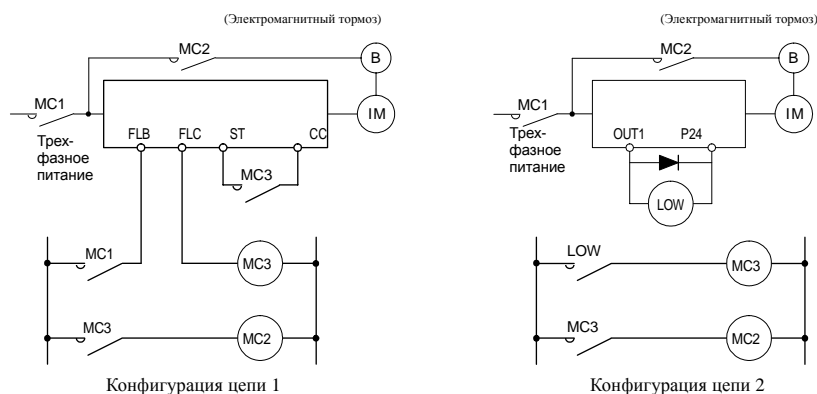 (Электромагнитный тормоз)
MC2
B
MC1
IM
FLB FLC ST CC
Трех-
фазное
питание
MC3
MC1
MC3
MC3
MC2
Конфигурация цепи 1
(Электромагнитный тормоз)
MC2
B
MC1
IM
OUT1 P24
Трех-
фазное
питание
LOW
LOW
MC3
MC3
MC2
Конфигурация цепи 2